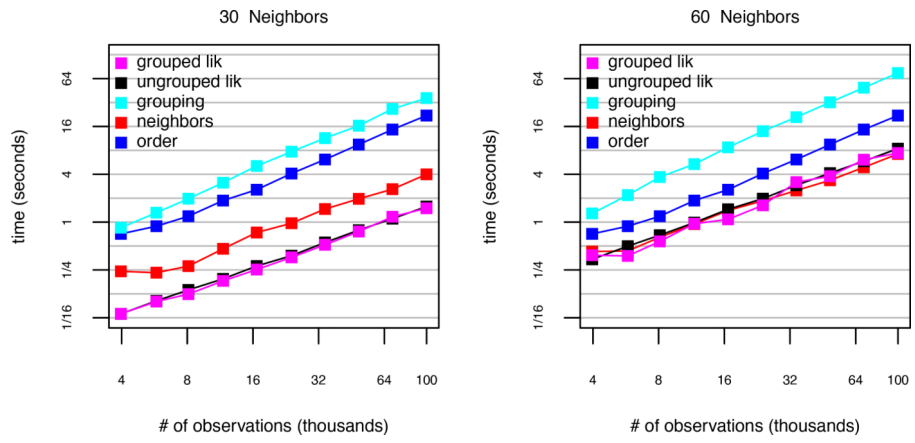 30 Neighbors
grouped lik
ungrouped lik
grouping
neighbors
order
64
16
4
1
1/4
1/16
time (seconds)
4 8 16 32 64 100
# of observations (thousands)
60 Neighbors
grouped lik
ungrouped lik
grouping
neighbors
order
64
16
4
1
1/4
1/16
time (seconds)
4 8 16 32 64 100
# of observations (thousands)